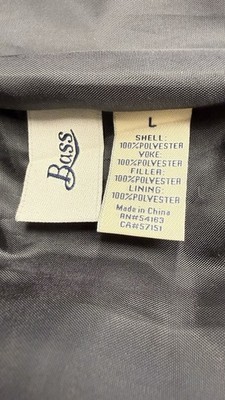 Bass
L
SHELL:
100%POLYESTER
YOKE:
100%POLYESTER
FILLER:
100%POLYESTER
LINING:
100%POLYESTER
Made in China
RN#54163
CA#57151